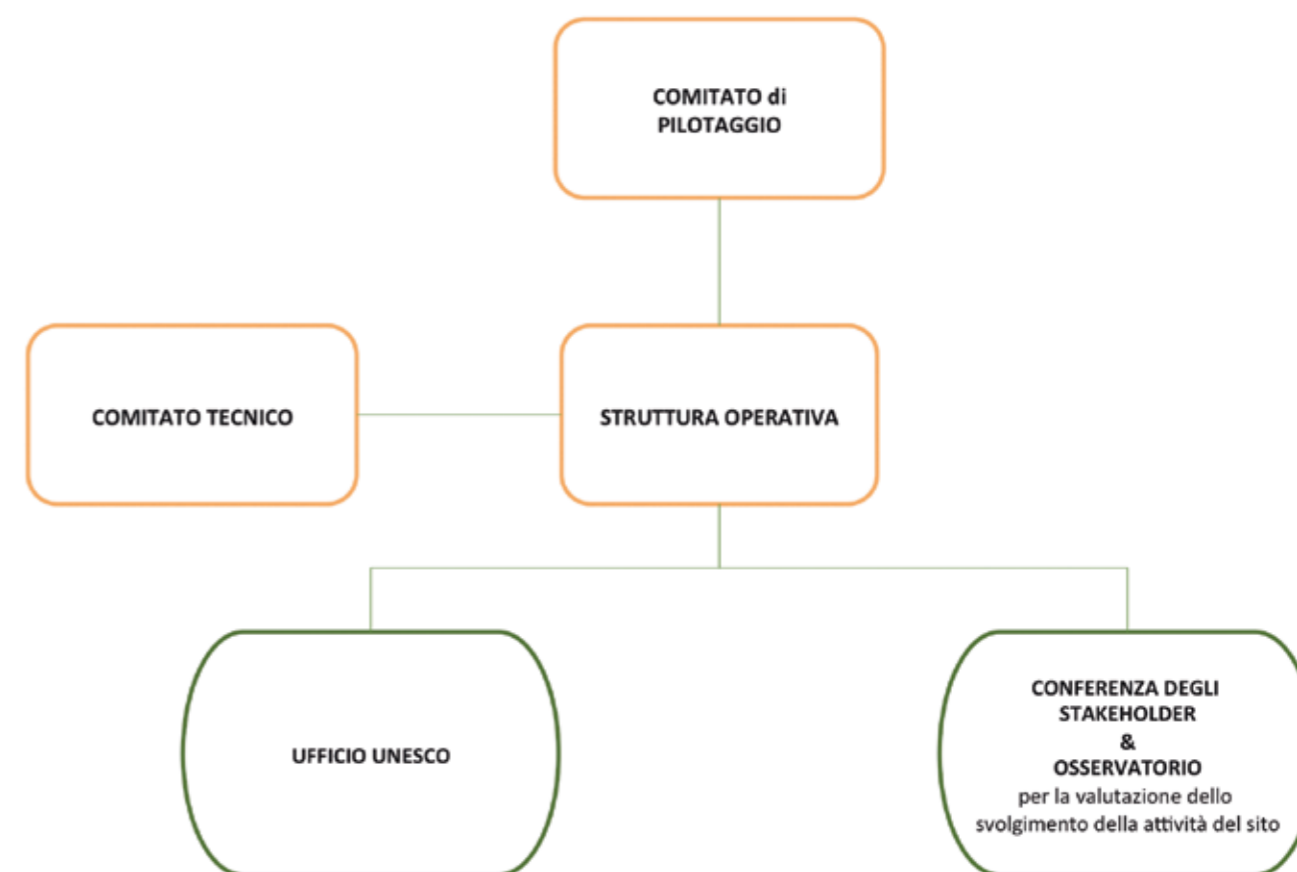 COMITATO di
PILOTAGGIO
COMITATO TECNICO
STRUTTURA OPERATIVA
UFFICIO UNESCO
CONFERENZA DEGLI
STAKEHOLDER
&
OSSERVATORIO
per la valutazione dello
svolgimento della attività del sito